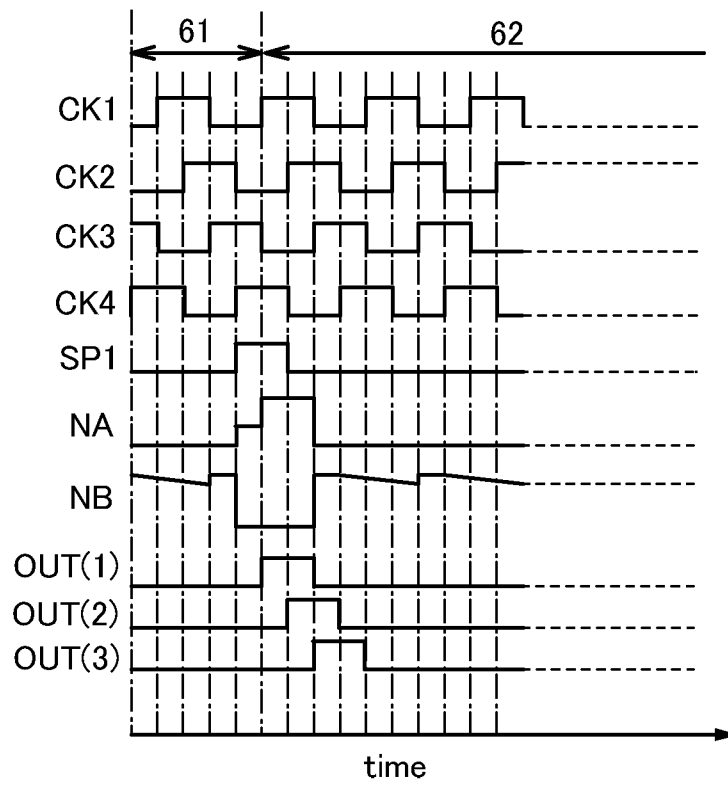 61 62
CK1
CK2
CK3
CK4
SP1
NA
NB
OUT(1)
OUT(2)
OUT(3)
time